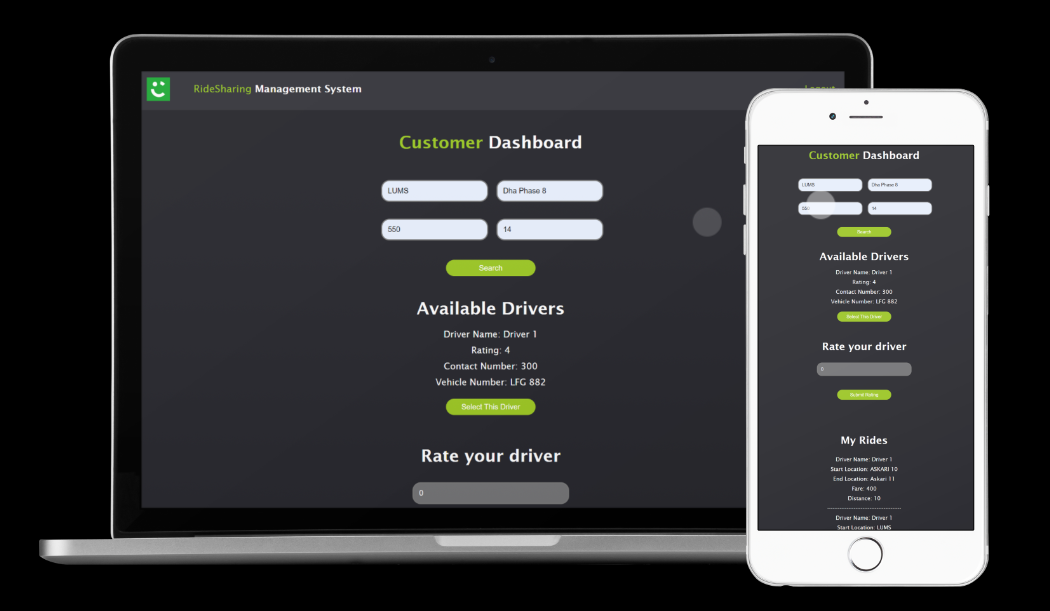 RideSharing Management System
Customer Dashboard
LUMS Dha Phase 8
550 14
Search
Available Drivers
Driver Name: Driver 1
Rating: 4
Contact Number: 300
Vehicle Number: LFG 882
Select This Driver
Rate your driver
0
Customer Dashboard
LUMS Dha Phase 8
550 14
Search
Available Drivers
Driver Name: Driver 1
Rating: 4
Contact Number: 300
Vehicle Number: LFG 882
Select This Driver
Rate your driver
0
Submit Rating
My Rides
Driver Name: Driver 1
Start Location: ASKARI 10
End Location: Askari 11
Fare: 400
Distance: 10
--------------------------------
Driver Name: Driver 1
Start Location: LUMS